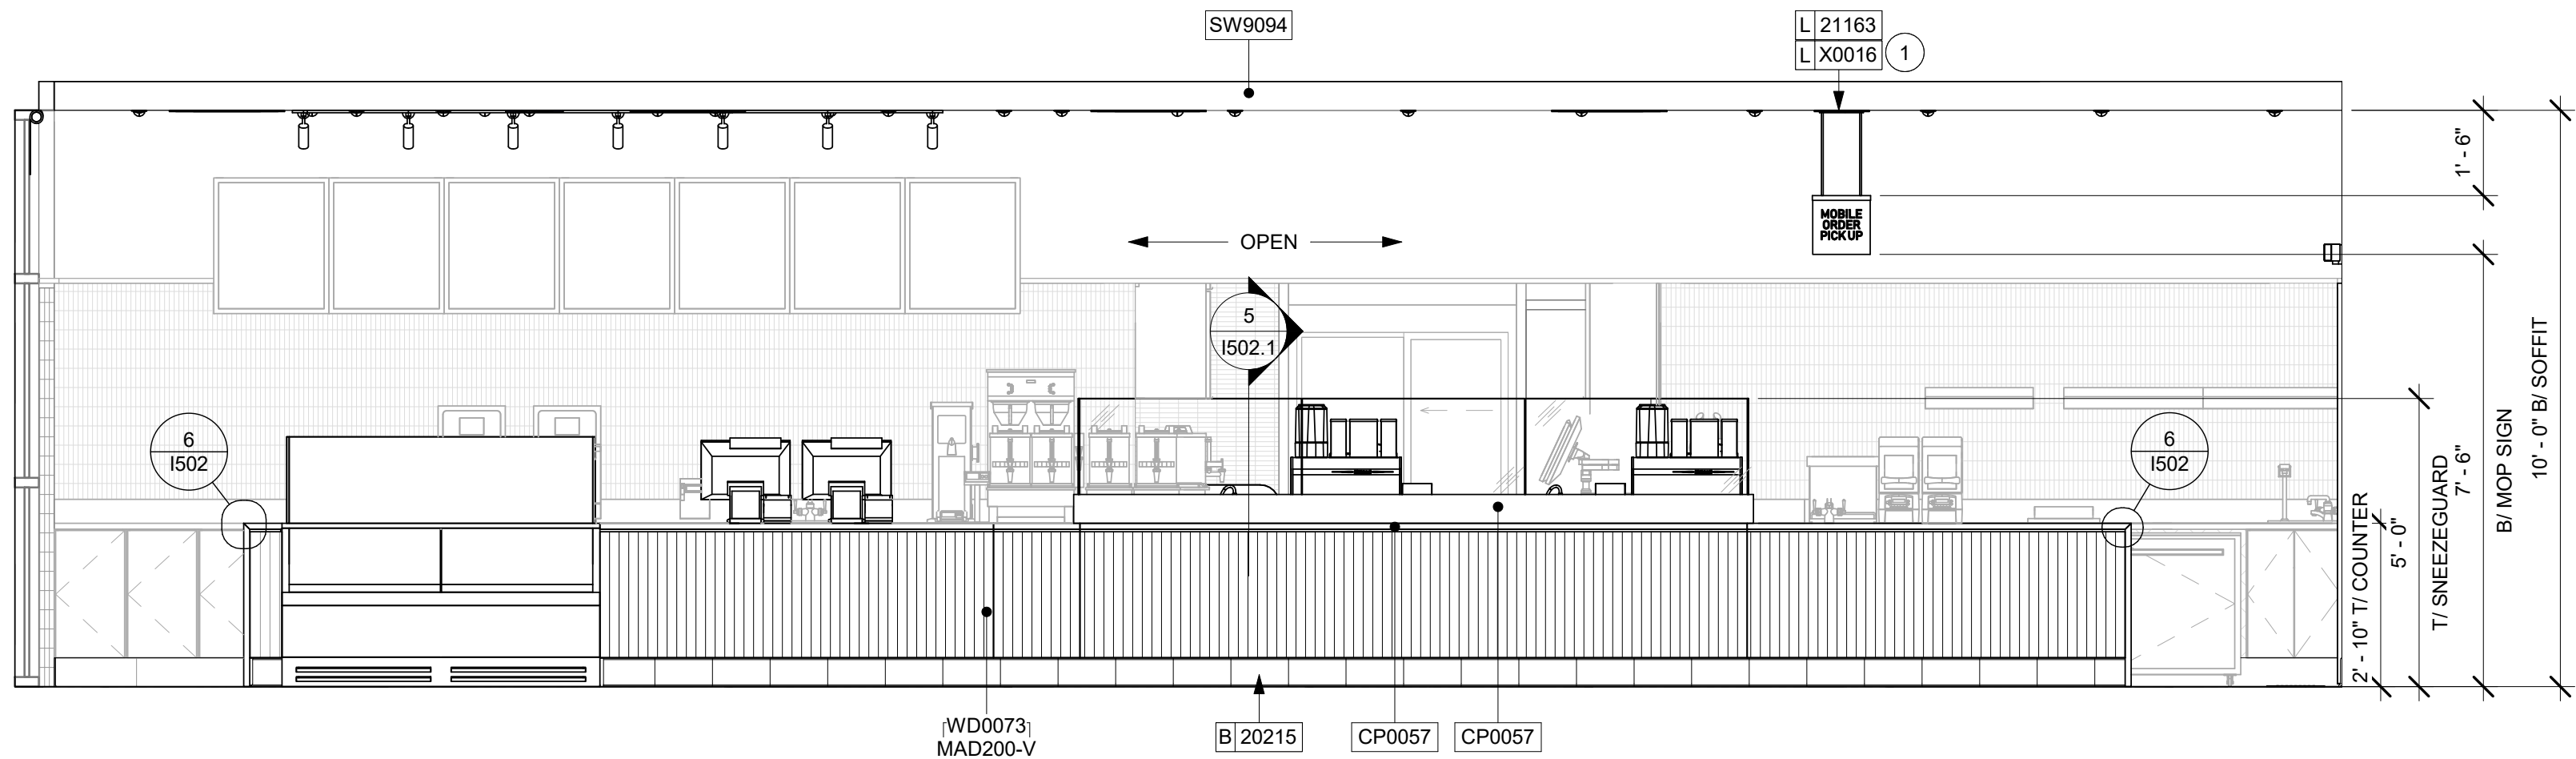 SW9094
L 21163
L X0016 1
1' - 6"
MOBILE
ORDER
PICK UP
OPEN
5
I502.1
6
I502
6
I502
2' - 10" T/ COUNTER
5' - 0"
T/ SNEEZEGUARD
7' - 6"
B/ MOP SIGN
10' - 0" B/ SOFFIT
WD0073
MAD200-V
B 20215
CP0057
CP0057